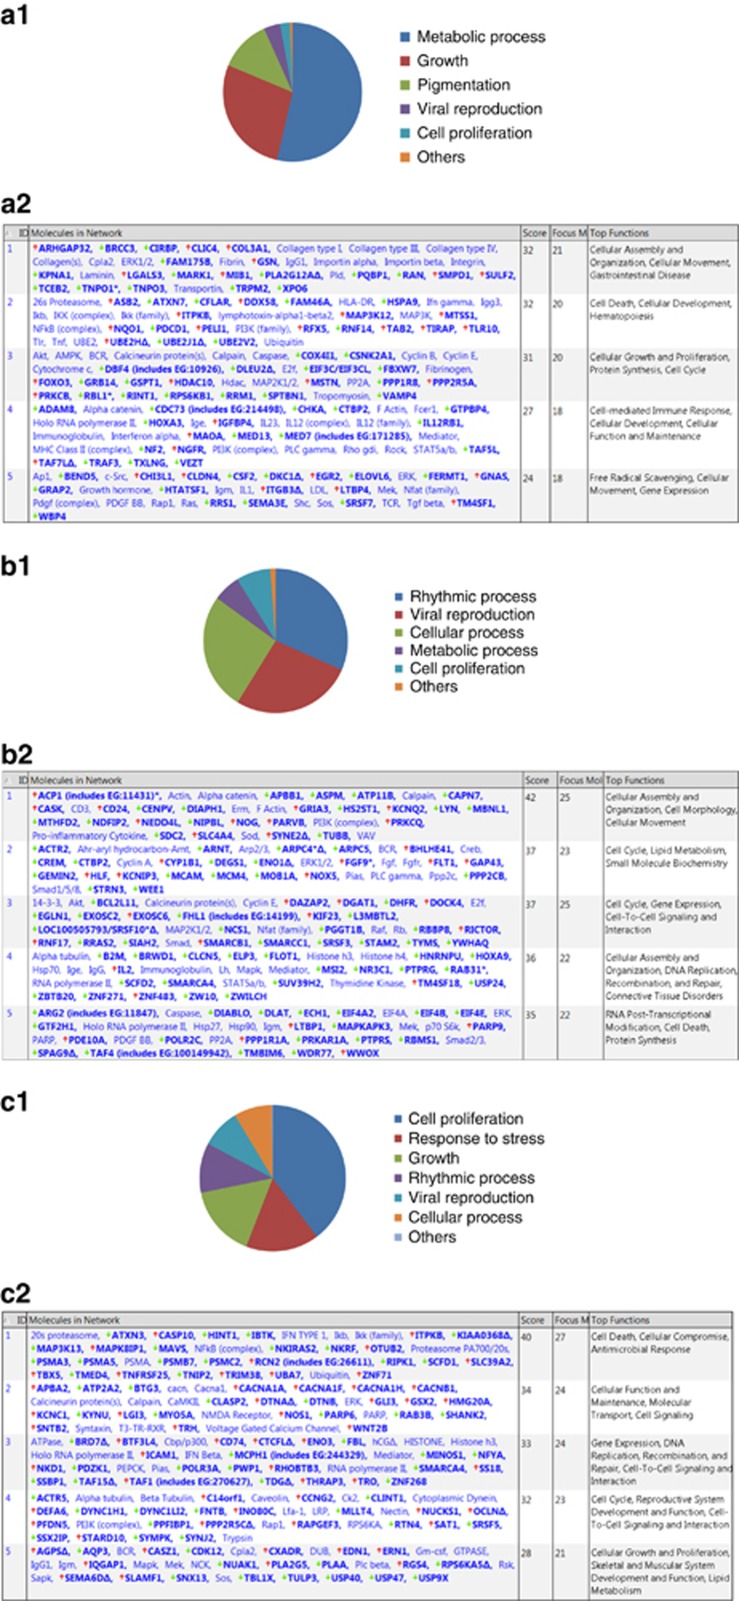 a1
Metabolic process
Growth
Pigmentation
Viral reproduction
Cell proliferation
Others
a2
ID Molecules in Network Score Focus M Top Functions
1 ARHGAP32, BRCC3, CIRBP, CLIC4, COL3A1, Collagen type I, Collagen type III, Collagen type IV, 32 21 Cellular Assembly and
Collagen(s), Cpla2, ERK1/2, FAM175B, Fibrin, GSN, IgG1, Importin alpha, Importin beta, Integrin, Organization, Cellular Movement,
KPNA1, Laminin, LGALS3, MARK1, MIB1, PLA2G12AΔ, Pld, PQBP1, RAN, SMPD1, SULF2, Gastrointestinal Disease
TCEB2, TNPO1*, TNPO3, Transportin, TRPM2, XPO6
2 26s Proteasome, ASB2, ATXN7, CFLAR, DDX58, FAM46A, HLA-DR, HSPA9, Ifn gamma, Igg3, 32 20 Cell Death, Cellular Development,
Ikb, IKK (complex), Ikk (family), ITPKB, lymphotoxin-alpha1-beta2, MAP3K12, MAP3K, MTSS1, Hematopoiesis
NFkB (complex), NQO1, PDCD1, PELI1, PI3K (family), RFX5, RNF14, TAB2, TIRAP, TLR10,
Tlr, Tnf, UBE2, UBE2HΔ, UBE2J1Δ, UBE2V2, Ubiquitin
3 Akt, AMPK, BCR, Calcineurin protein(s), Calpain, Caspase, COX4I1, CSNK2A1, Cyclin B, Cyclin E, 31 20 Cellular Growth and Proliferation,
Cytochrome c, DBF4 (includes EG:10926), DLEU2Δ, E2f, EIF3C/EIF3CL, FBXW7, Fibrinogen, Protein Synthesis, Cell Cycle
FOXO3, GRB14, GSPT1, HDAC10, Hdac, MAP2K1/2, MSTN, PP2A, PPP1R8, PPP2R5A,
PRKCB, RBL1*, RINT1, RPS6KB1, RRM1, SPTBN1, Tropomyosin, VAMP4
4 ADAM8, Alpha catenin, CDC73 (includes EG:214498), CHKA, CTBP2, F Actin, Fcer1, GTPBP4, 27 18 Cell-mediated Immune Response,
Holo RNA polymerase II, HOXA3, Ige, IGFBP4, IL23, IL12 (complex), IL12 (family), IL12RB1, Cellular Development, Cellular
Immunoglobulin, Interferon alpha, MAOA, MED13, MED7 (includes EG:171285), Mediator, Function and Maintenance
MHC Class II (complex), NF2, NGFR, PI3K (complex), PLC gamma, Rho gdi, Rock, STAT5a/b, TAF5L,
TAF7LΔ, TRAF3, TXLNG, VEZT
5 Ap1, BEND5, c-Src, CHI3L1, CLDN4, CSF2, DKC1Δ, EGR2, ELOVL6, ERK, FERMT1, GNAS, 24 18 Free Radical Scavenging, Cellular
GRAP2, Growth hormone, HTATSF1, Igm, IL1, ITGB3Δ, LDL, LTBP4, Mek, Nfat (family), Movement, Gene Expression
Pdgf (complex), PDGF BB, Rap1, Ras, RRS1, SEMA3E, Shc, Sos, SRSF7, TCR, Tgf beta, TM4SF1,
WBP4
b1
Rhythmic process
Viral reproduction
Cellular process
Metabolic process
Cell proliferation
Others
b2
ID Molecules in Network Score Focus Mol Top Functions
1 ACP1 (includes EG:11431)*, Actin, Alpha catenin, APBB1, ASPM, ATP11B, Calpain, CAPN7, 42 25 Cellular Assembly and
CASK, CD3, CD24, CENPV, DIAPH1, Erm, F Actin, GRIA3, HS2ST1, KCNQ2, LYN, MBNL1, Organization, Cell Morphology,
MTHFD2, NDFIP2, NEDD4L, NIPBL, NOG, PARVB, PI3K (complex), PRKCQ, Cellular Movement
Pro-inflammatory Cytokine, SDC2, SLC4A4, Sod, SYNE2Δ, TUBB, VAV
2 ACTR2, Ahr-aryl hydrocarbon-Arnt, ARNT, Arp2/3, ARPC4*Δ, ARPC5, BCR, BHLHE41, Creb, 37 23 Cell Cycle, Lipid Metabolism,
CREM, CTBP2, Cyclin A, CYP1B1, DEGS1, ENO1Δ, ERK1/2, FGF9*, Fgf, Fgfr, FLT1, GAP43, Small Molecule Biochemistry
GEMIN2, HLF, KCNIP3, MCAM, MCM4, MOB1A, NOX5, Pias, PLC gamma, Ppp2c, PPP2CB,
Smad1/5/8, STRN3, WEE1
3 14-3-3, Akt, BCL2L11, Calcineurin protein(s), Cyclin E, DAZAP2, DGAT1, DHFR, DOCK4, E2f, 37 25 Cell Cycle, Gene Expression,
EGLN1, EXOSC2, EXOSC6, FHL1 (includes EG:14199), KIF23, L3MBTL2, Cell-To-Cell Signaling and
LOC100505793/SRSF10*Δ, MAP2K1/2, NCS1, Nfat (family), PGGT1B, Raf, Rb, RBBP8, RICTOR, Interaction
RNF17, RRAS2, SIAH2, Smad, SMARCB1, SMARCC1, SRSF3, STAM2, TYMS, YWHAQ
4 Alpha tubulin, B2M, BRWD1, CLCN5, ELP3, FLOT1, Histone h3, Histone h4, HNRNPU, HOXA9, 36 22 Cellular Assembly and
Hsp70, Ige, IgG, IL2, Immunoglobulin, Lh, Mapk, Mediator, MSI2, NR3C1, PTPRG, RAB31*, Organization, DNA Replication,
RNA polymerase II, SCFD2, SMARCA4, STAT5a/b, SUV39H2, Thymidine Kinase, TM4SF18, USP24, Recombination, and Repair,
ZBTB20, ZNF271, ZNF483, ZW10, ZWILCH Connective Tissue Disorders
5 ARG2 (includes EG:11847), Caspase, DIABLO, DLAT, ECH1, EIF4A2, EIF4A, EIF4B, EIF4E, ERK, 35 22 RNA Post-Transcriptional
GTF2H1, Holo RNA polymerase II, Hsp27, Hsp90, Igm, LTBP1, MAPKAPK3, Mek, p70 S6k, PARP9, Modification, Cell Death,
PARP, PDE10A, PDGF BB, POLR2C, PP2A, PPP1R1A, PRKAR1A, PTPRS, RBMS1, Smad2/3, Protein Synthesis
SPAG9Δ, TAF4 (includes EG:100149942), TMBIM6, WDR77, WWOX
c1
Cell proliferation
Response to stress
Growth
Rhythmic process
Viral reproduction
Cellular process
Others
c2
ID Molecules in Network Score Focus M Top Functions
1 20s proteasome, ATXN3, CASP10, HINT1, IBTK, IFN TYPE 1, Ikb, Ikk (family), ITPKB, KIAA0368Δ, 40 27 Cell Death, Cellular Compromise,
MAP3K13, MAPK8IP1, MAVS, NFkB (complex), NKIRAS2, NKRF, OTUB2, Proteasome PA700/20s, Antimicrobial Response
PSMA3, PSMA5, PSMA, PSMB7, PSMC2, RCN2 (includes EG:26611), RIPK1, SCFD1, SLC39A2,
TBX5, TMED4, TNFRSF25, TNIP2, TRIM38, UBA7, Ubiquitin, ZNF71
2 APBA2, ATP2A2, BTG3, cacn, Cacna1, CACNA1A, CACNA1F, CACNA1H, CACNB1, 34 24 Cellular Function and
Calcineurin protein(s), Calpain, CaMKII, CLASP2, DTNAΔ, DTNB, ERK, GLI3, GSX2, HMG20A, Maintenance, Molecular
KCNC1, KYNU, LGI3, MYO5A, NMDA Receptor, NOS1, PARP6, PARP, RAB3B, SHANK2, Transport, Cell Signaling
SNTB2, Syntaxin, T3-TR-RXR, TRH, Voltage Gated Calcium Channel, WNT2B
3 ATPase, BRD7Δ, BTF3L4, Cbp/p300, CD74, CTCFLΔ, ENO3, FBL, hCGΔ, HISTONE, Histone h3, 33 24 Gene Expression, DNA
Holo RNA polymerase II, ICAM1, IFN Beta, MCPH1 (includes EG:244329), Mediator, MINOS1, NFYA, Replication, Recombination, and
NKD1, PDZK1, PEPCK, Pias, POLR3A, PWP1, RHOBTB3, RNA polymerase II, SMARCA4, SS18, Repair, Cell-To-Cell Signaling and
SSBP1, TAF15Δ, TAF1 (includes EG:270627), TDGΔ, THRAP3, TRO, ZNF268 Interaction
4 ACTR5, Alpha tubulin, Beta Tubulin, C14orf1, Caveolin, CCNG2, Ck2, CLINT1, Cytoplasmic Dynein, 32 23 Cell Cycle, Reproductive System
DEFA6, DYNC1H1, DYNC1LI2, FNTB, INO80C, Lfa-1, LRP, MLLT4, Nectin, NUCKS1, OCLNΔ, Development and Function, Cell-
PFDN5, PI3K (complex), PPFIBP1, PPP2R5CΔ, Rap1, RAPGEF3, RPS6KA, RTN4, SAT1, SRSF5, To-Cell Signaling and Interaction
SSX2IP, STARD10, SYMPK, SYNJ2, Trypsin
5 AGPSΔ, AQP3, BCR, CASZ1, CDK12, Cpla2, CXADR, DUB, EDN1, ERN1, Gm-csf, GTPASE, 28 21 Cellular Growth and Proliferation,
IgG1, Igm, IQGAP1, Mapk, Mek, NCK, NUAK1, PLA2G5, PLAA, Plc beta, RGS4, RPS6KA5Δ, Rsk, Skeletal and Muscular System
Sapk, SEMA6DΔ, SLAMF1, SNX13, Sos, TBL1X, TULP3, USP40, USP47, USP9X Development and Function, Lipid
Metabolism